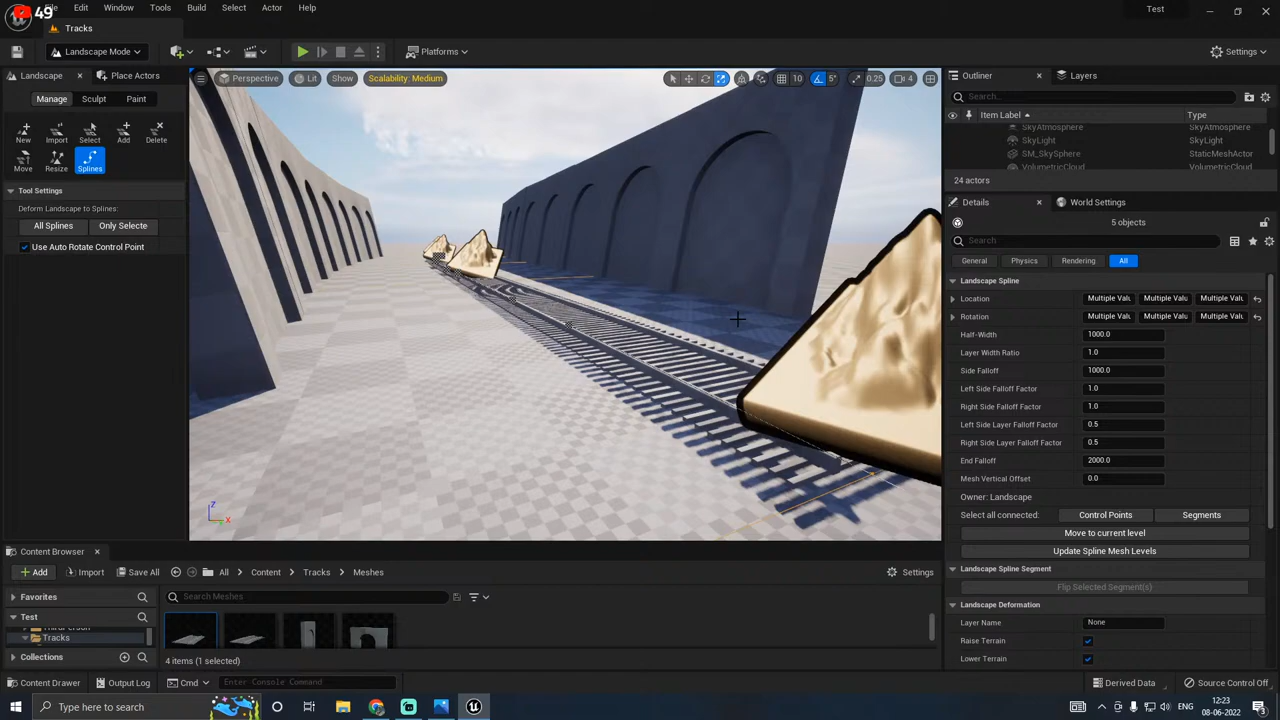 49
File Edit Window Tools Build Select Actor Help
Test
Tracks
Landscape Mode
Platforms
Settings
Landscape
Place Actors
Manage Sculpt Paint
New Import Select Add Delete
Move Resize Splines
Tool Settings
Deform Landscape to Splines:
All Splines Only Selecte
Use Auto Rotate Control Point
Perspective Lit Show Scalability: Medium
10 5° 0.25 4
Z
X
Outliner Layers
Search...
Item Label Type
SkyAtmosphere SkyAtmosphere
SkyLight SkyLight
SM_SkySphere StaticMeshActor
VolumetricCloud VolumetricCloud
24 actors
Details World Settings
5 objects
Search
General Physics Rendering All
Landscape Spline
Location Multiple Valu Multiple Valu Multiple Valu
Rotation Multiple Valu Multiple Valu Multiple Valu
Half-Width 1000.0
Layer Width Ratio 1.0
Side Falloff 1000.0
Left Side Falloff Factor 1.0
Right Side Falloff Factor 1.0
Left Side Layer Falloff Factor 0.5
Right Side Layer Falloff Factor 0.5
End Falloff 2000.0
Mesh Vertical Offset 0.0
Owner: Landscape
Select all connected: Control Points Segments
Move to current level
Update Spline Mesh Levels
Landscape Spline Segment
Flip Selected Segment(s)
Landscape Deformation
Layer Name None
Raise Terrain
Lower Terrain
Content Browser
Add Import Save All All Content Tracks Meshes Settings
Favorites
Search Meshes
Test
ThirdPerson
Tracks
Collections
4 items (1 selected)
Content Drawer Output Log Cmd Enter Console Command Derived Data Source Control Off
Type here to search
12:23
08-06-2022